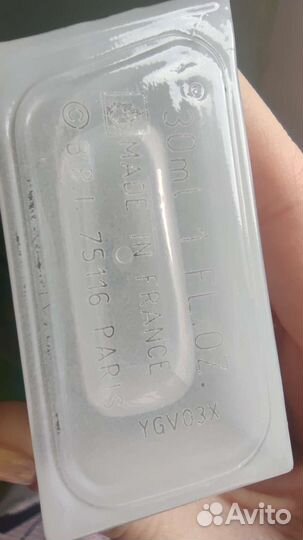 ℮ 30ml 1 FL.OZ.
MADE IN FRANCE
© B.P.I. 75116 PARIS
YGV03X
Avito